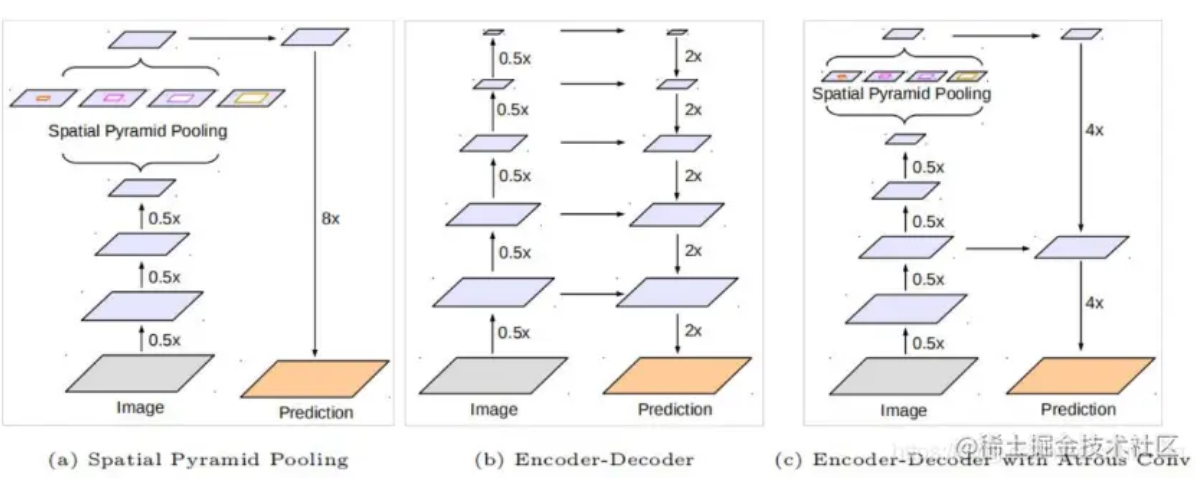 Spatial Pyramid Pooling
0.5x
0.5x
0.5x
8x
Image
Prediction
(a) Spatial Pyramid Pooling
0.5x
0.5x
0.5x
0.5x
0.5x
2x
2x
2x
2x
2x
Image
Prediction
(b) Encoder-Decoder
Spatial Pyramid Pooling
0.5x
0.5x
0.5x
0.5x
4x
4x
Image
Prediction
@稀土掘金技术社区
(c) Encoder-Decoder with Atrous Conv